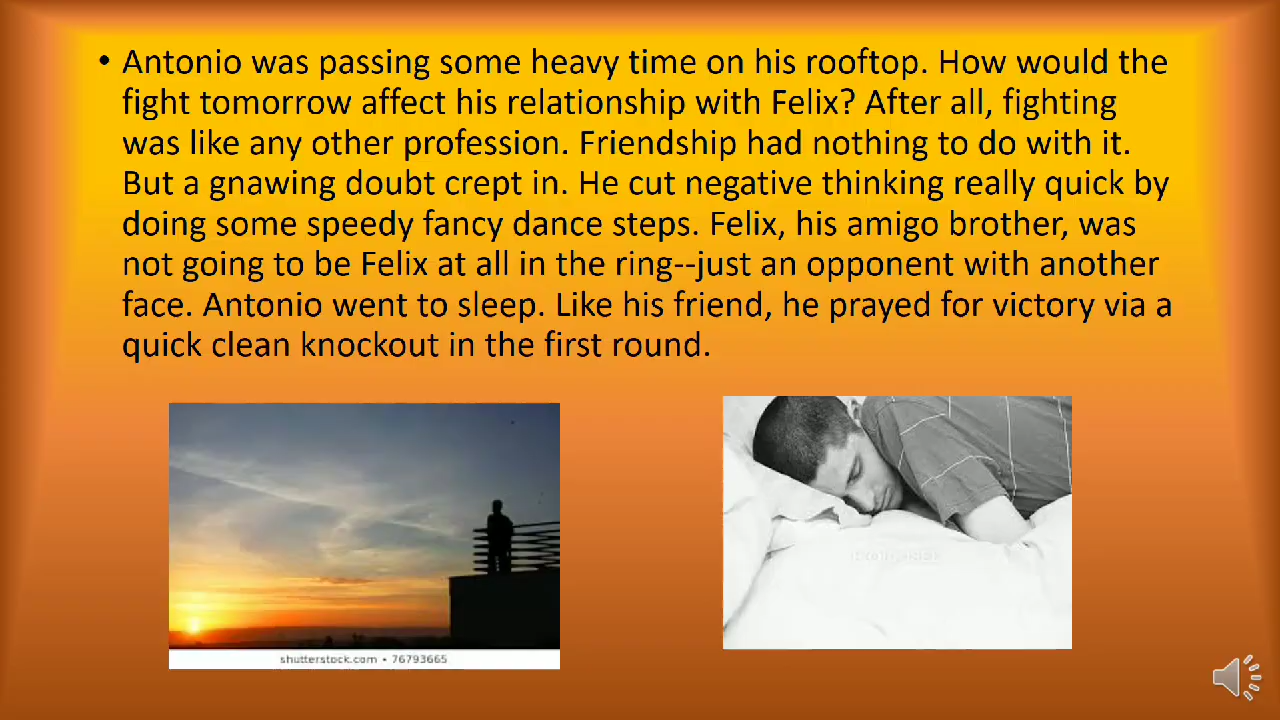 • Antonio was passing some heavy time on his rooftop. How would the
fight tomorrow affect his relationship with Felix? After all, fighting
was like any other profession. Friendship had nothing to do with it.
But a gnawing doubt crept in. He cut negative thinking really quick by
doing some speedy fancy dance steps. Felix, his amigo brother, was
not going to be Felix at all in the ring--just an opponent with another
face. Antonio went to sleep. Like his friend, he prayed for victory via a
quick clean knockout in the first round.
shutterstock.com • 76793665